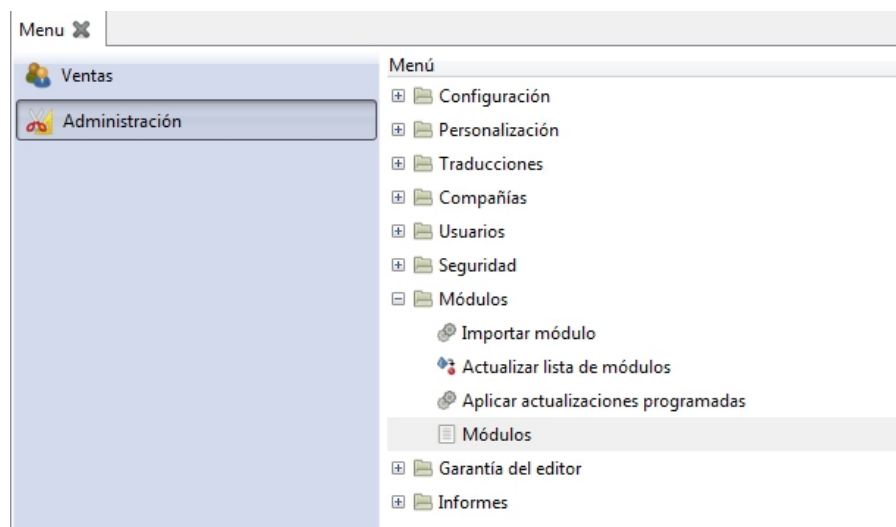 Menu
Ventas
Administración
Menú
Configuración
Personalización
Traducciones
Compañías
Usuarios
Seguridad
Módulos
Importar módulo
Actualizar lista de módulos
Aplicar actualizaciones programadas
Módulos
Garantía del editor
Informes